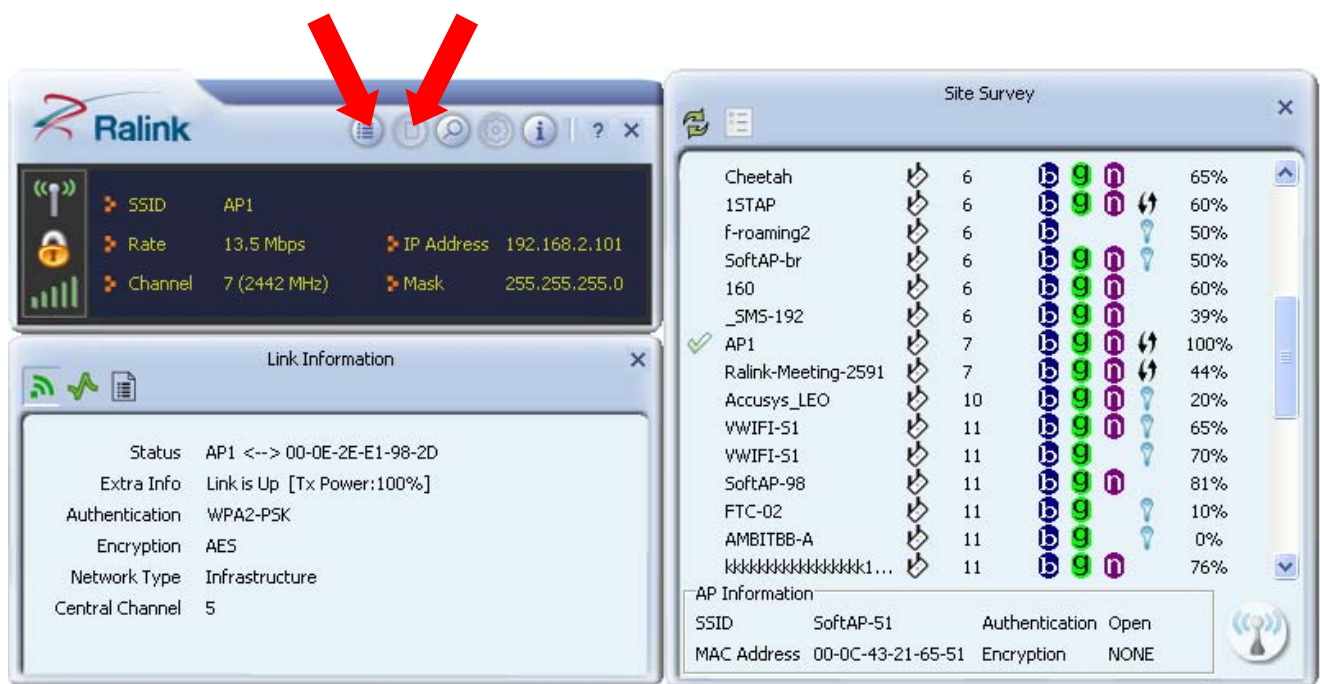 Ralink
? ×
SSID AP1
Rate 13.5 Mbps IP Address 192.168.2.101
Channel 7 (2442 MHz) Mask 255.255.255.0
Link Information
Status AP1 <--> 00-0E-2E-E1-98-2D
Extra Info Link is Up [Tx Power:100%]
Authentication WPA2-PSK
Encryption AES
Network Type Infrastructure
Central Channel 5
Site Survey
Cheetah 6 b g n 65%
1STAP 6 b g n 60%
f-roaming2 6 b 50%
SoftAP-br 6 b g n 50%
160 6 b g n 60%
_SMS-192 6 b g n 39%
AP1 7 b g n 100%
Ralink-Meeting-2591 7 b g n 44%
Accusys_LEO 10 b g n 20%
VWIFI-S1 11 b g n 65%
VWIFI-S1 11 b g 70%
SoftAP-98 11 b g n 81%
FTC-02 11 b g 10%
AMBITBB-A 11 b g 0%
kkkkkkkkkkkkkkkkk1... 11 b g n 76%
AP Information
SSID SoftAP-51 Authentication Open
MAC Address 00-0C-43-21-65-51 Encryption NONE